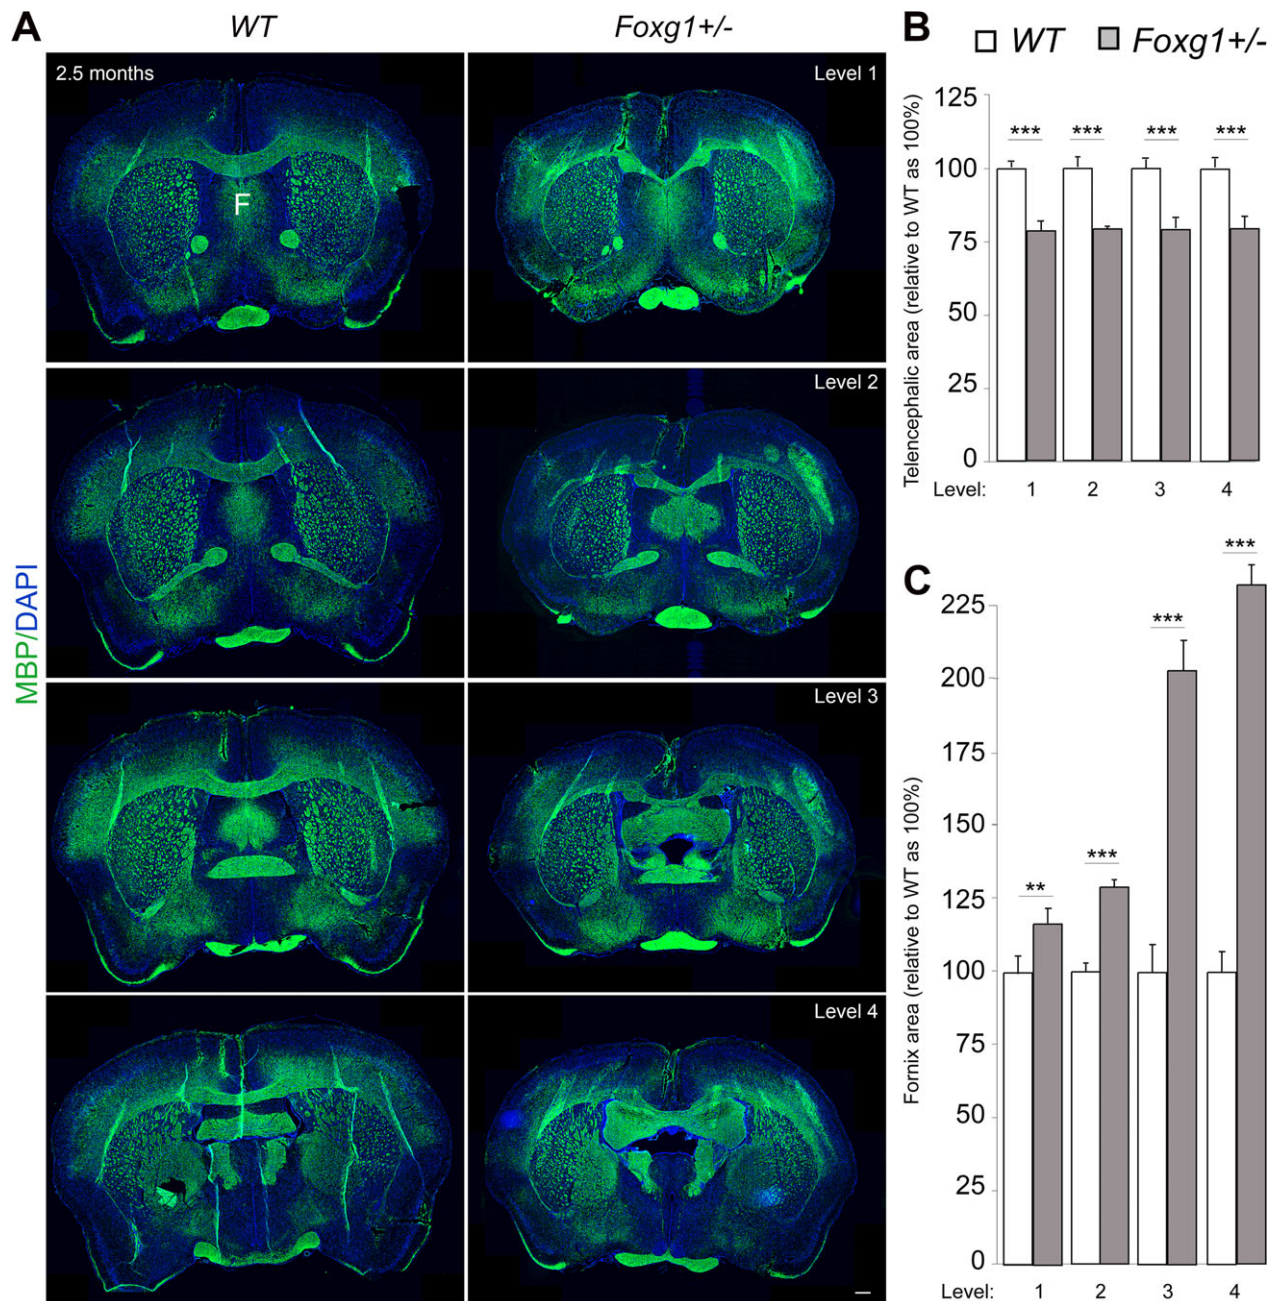 A
WT
Foxg1+/-
2.5 months
Level 1
F
Level 2
Level 3
Level 4
MBP/DAPI
B
WT Foxg1+/-
Telencephalic area (relative to WT as 100%)
125
100
75
50
25
0
*** *** *** ***
Level: 1 2 3 4
C
Fornix area (relative to WT as 100%)
225
200
175
150
125
100
75
50
25
0
** *** *** ***
Level: 1 2 3 4